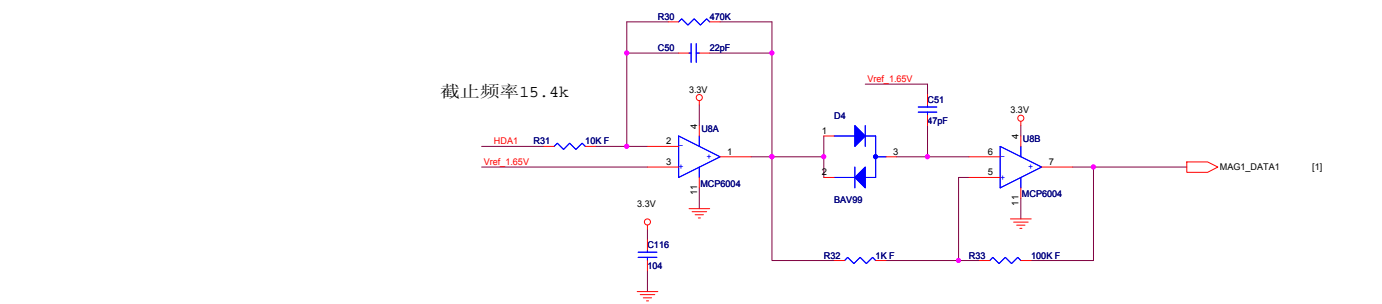 R30 470K
C50 22pF
Vref_1.65V
截止频率15.4k
3.3V
C51
47pF
3.3V
D4
4
U8A
4
U8B
HDA1 R31 10K F
2
1
1
3
6
7
Vref_1.65V
3
2
5
MAG1_DATA1 [1]
11
MCP6004
BAV99
11
MCP6004
3.3V
C116
104
R32 1K F
R33 100K F